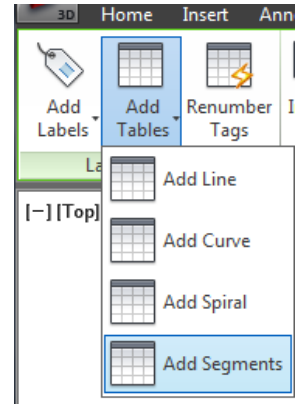 3D Home Insert Ann
Add Labels
Add Tables
Renumber Tags
I
La
[−] [Top]
Add Line
Add Curve
Add Spiral
Add Segments